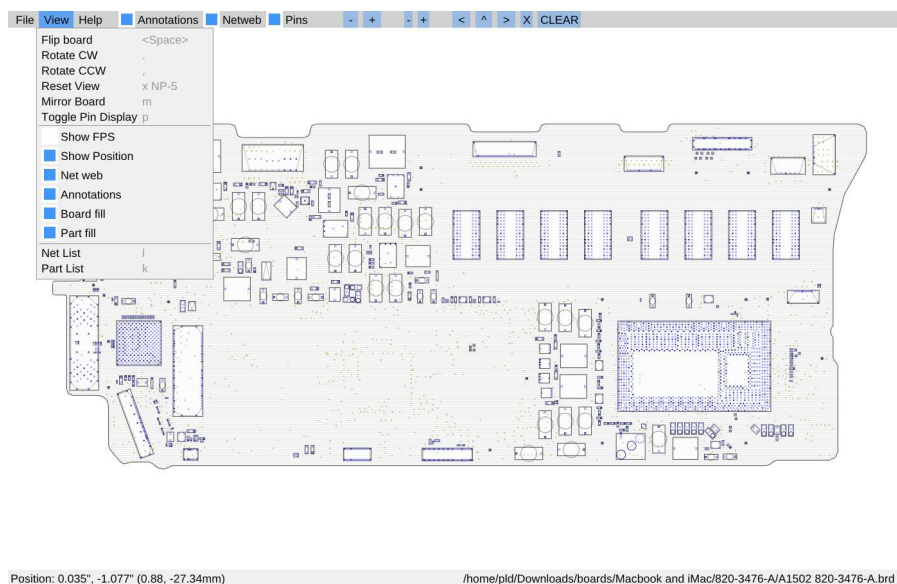 File View Help Annotations Netweb Pins - + - + < ^ > X CLEAR
Flip board <Space>
Rotate CW .
Rotate CCW ,
Reset View x NP-5
Mirror Board m
Toggle Pin Display p
Show FPS
Show Position
Net web
Annotations
Board fill
Part fill
Net List l
Part List k
Position: 0.035", -1.077" (0.88, -27.34mm) /home/pld/Downloads/boards/Macbook and iMac/820-3476-A/A1502 820-3476-A.brd